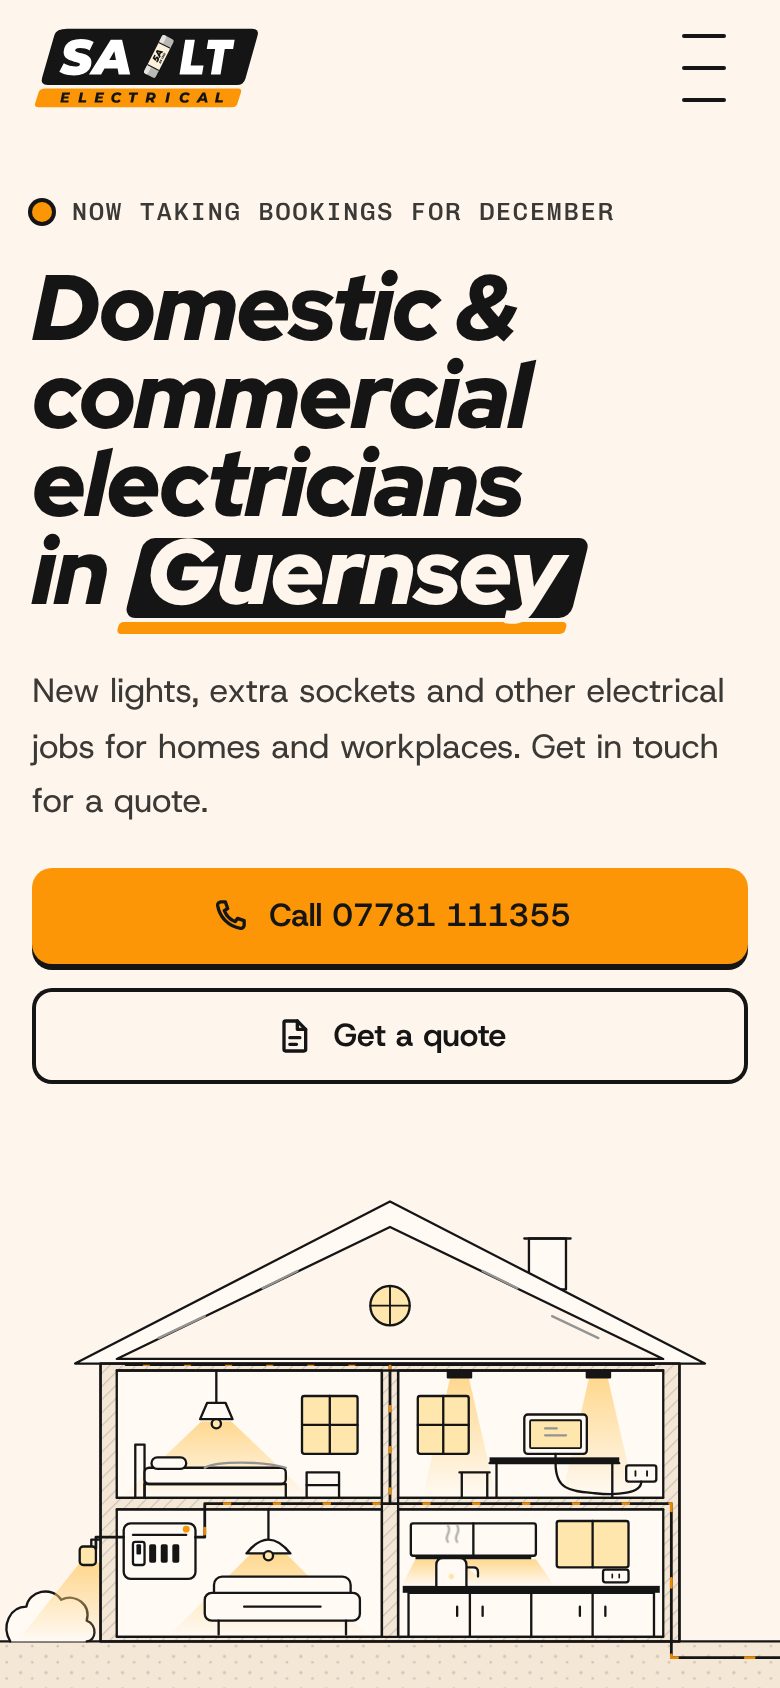 SA LT
ELECTRICAL
NOW TAKING BOOKINGS FOR DECEMBER
Domestic &
commercial
electricians
in Guernsey
New lights, extra sockets and other electrical
jobs for homes and workplaces. Get in touch
for a quote.
Call 07781 111355
Get a quote